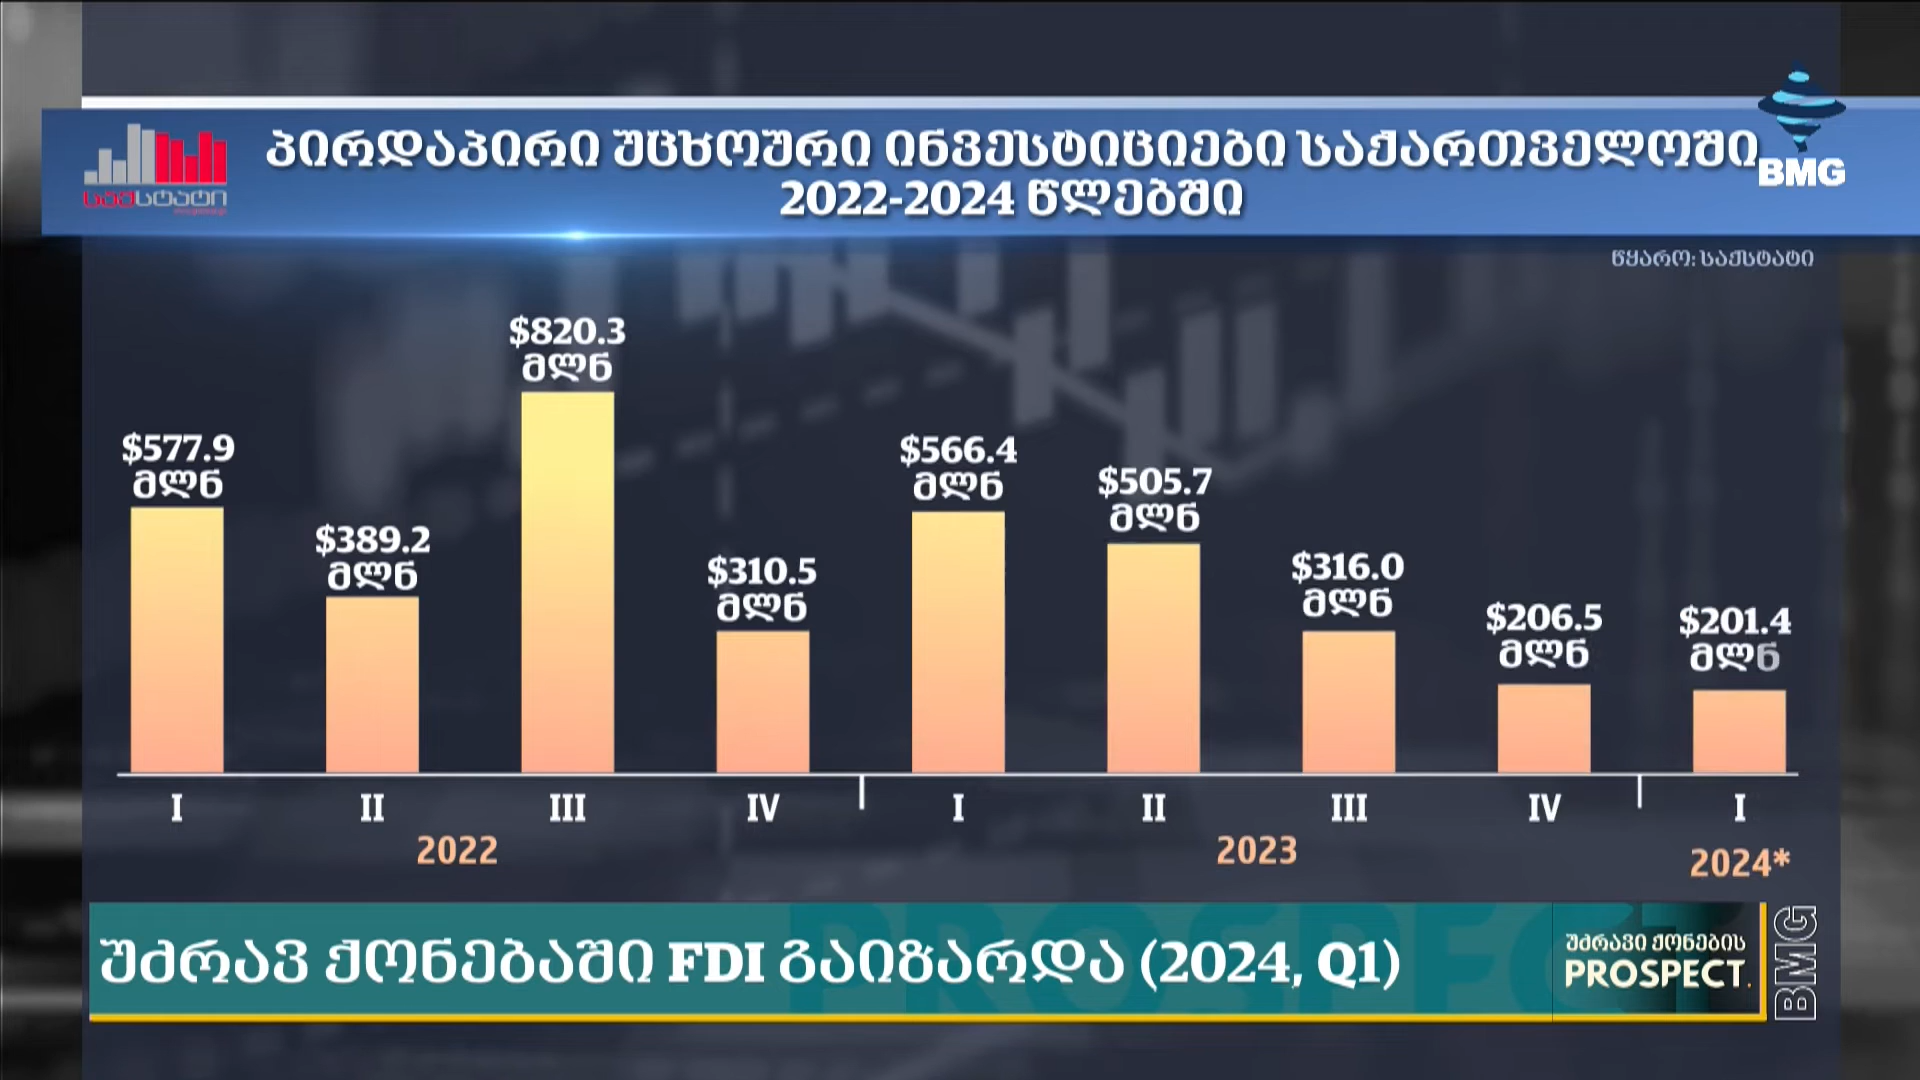 პირდაპირი უცხოური ინვესტიციები საქართველოში
2022-2024 წლებში
საქსტატი
BMG
წყარო: საქსტატი
$577.9
მლნ
$389.2
მლნ
$820.3
მლნ
$310.5
მლნ
$566.4
მლნ
$505.7
მლნ
$316.0
მლნ
$206.5
მლნ
$201.4
მლნ
I II III IV I II III IV I
2022 2023 2024*
უძრავ ქონებაში FDI გაიზარდა (2024, Q1)
უძრავი ქონების
PROSPECT.
BMG